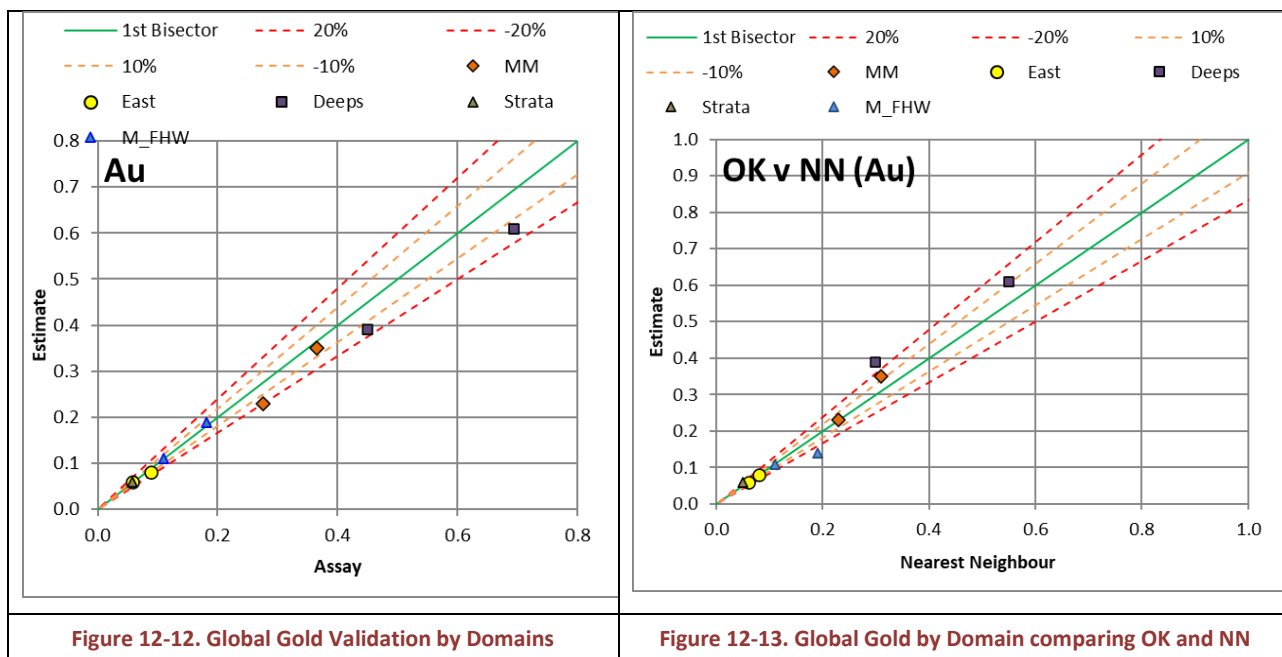 1st Bisector 20% -20%
10% -10% MM
East Deeps Strata
M_FHW
Au
0.8
0.7
0.6
0.5
0.4
0.3
0.2
0.1
0.0
Estimate
0.0 0.2 0.4 0.6 0.8
Assay
Figure 12-12. Global Gold Validation by Domains
1st Bisector 20% -20% 10%
-10% MM East Deeps
Strata M_FHW
OK v NN (Au)
1.0
0.9
0.8
0.7
0.6
0.5
0.4
0.3
0.2
0.1
0.0
Estimate
0.0 0.2 0.4 0.6 0.8 1.0
Nearest Neighbour
Figure 12-13. Global Gold by Domain comparing OK and NN